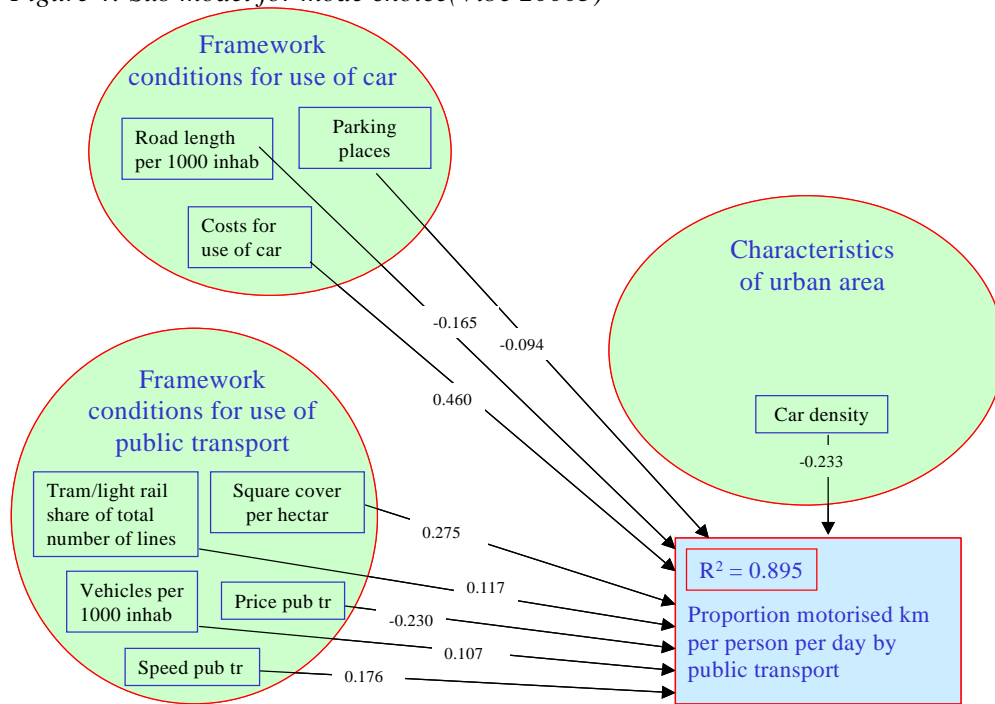 Framework
conditions for use of car
Road length
per 1000 inhab
Parking
places
Costs for
use of car
Characteristics
of urban area
Car density
-0.233
-0.165
-0.094
0.460
Framework
conditions for use of
public transport
Tram/light rail
share of total
number of lines
Square cover
per hectar
Vehicles per
1000 inhab
Price pub tr
Speed pub tr
0.275
0.117
-0.230
0.107
0.176
R² = 0.895
Proportion motorised km
per person per day by
public transport